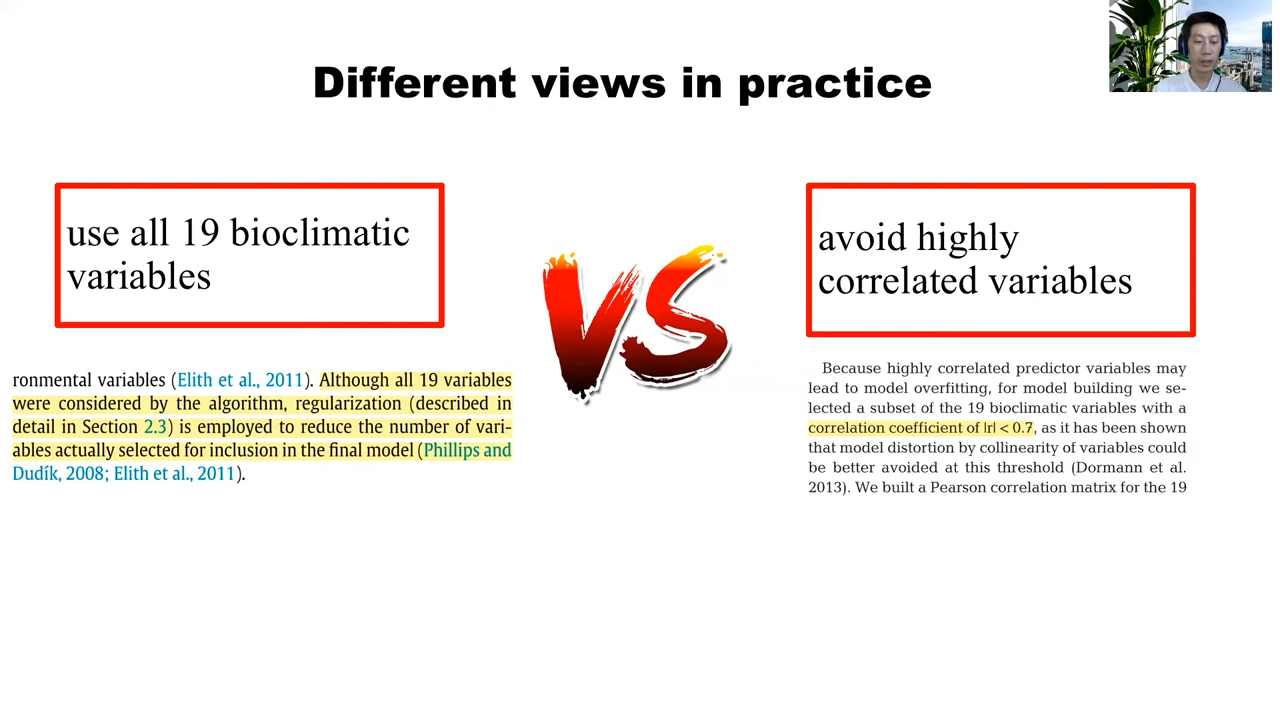 Different views in practice
use all 19 bioclimatic
variables
VS
avoid highly
correlated variables
ronmental variables (Elith et al., 2011). Although all 19 variables
were considered by the algorithm, regularization (described in
detail in Section 2.3) is employed to reduce the number of vari-
ables actually selected for inclusion in the final model (Phillips and
Dudík, 2008; Elith et al., 2011).
Because highly correlated predictor variables may
lead to model overfitting, for model building we se-
lected a subset of the 19 bioclimatic variables with a
correlation coefficient of |r| < 0.7, as it has been shown
that model distortion by collinearity of variables could
be better avoided at this threshold (Dormann et al.
2013). We built a Pearson correlation matrix for the 19